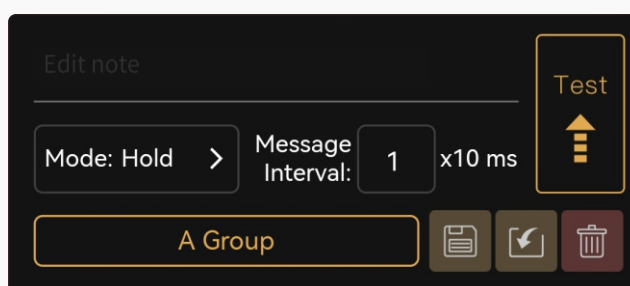 Edit note
Test
Mode: Hold
Message
Interval:
1
x10 ms
A Group